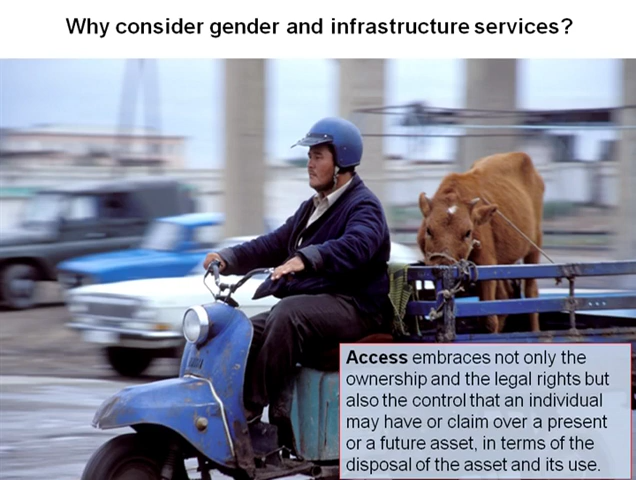 Why consider gender and infrastructure services?
Access embraces not only the
ownership and the legal rights but
also the control that an individual
may have or claim over a present
or a future asset, in terms of the
disposal of the asset and its use.